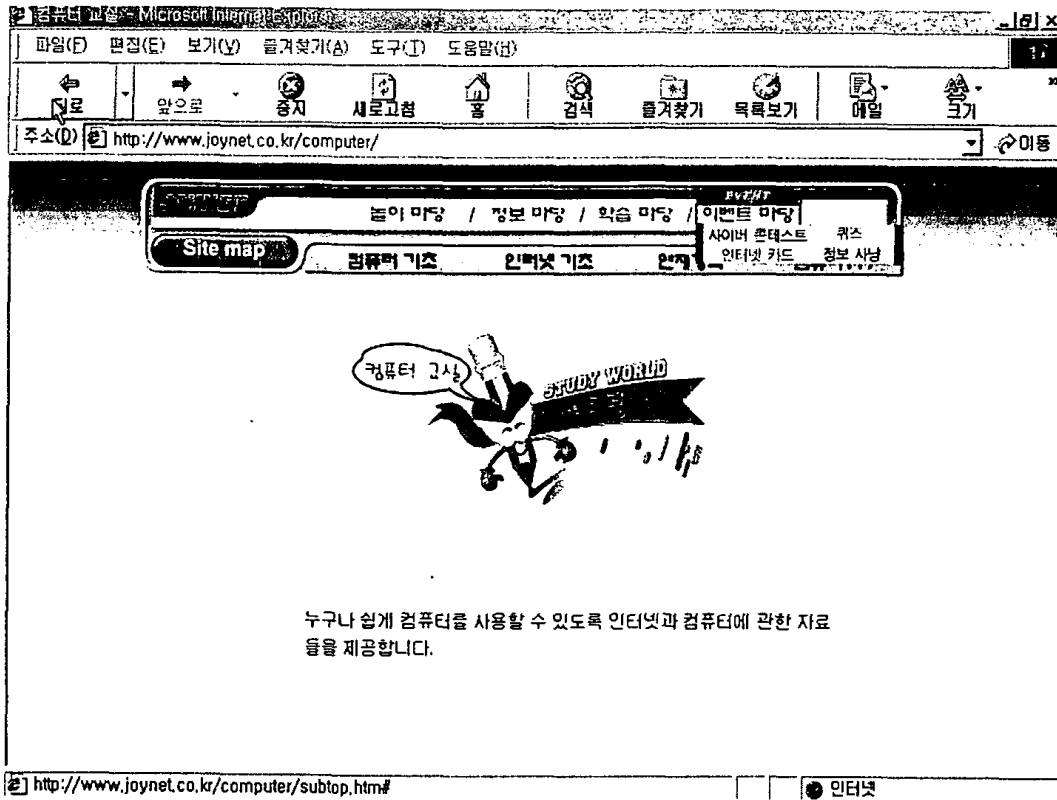 컴퓨터 교실 - Microsoft Internet Explorer
파일(F) 편집(E) 보기(V) 즐겨찾기(A) 도구(T) 도움말(H)
앞으로 중지 새로고침 홈 검색 즐겨찾기 목록보기 메일 크기 »
주소(D) http://www.joynet.co.kr/computer/ 이동
EVENT
놀이 마당 / 정보 마당 / 학습 마당 / 이벤트 마당
사이버 콘테스트 퀴즈
Site map
인터넷 카드 정보 사냥
컴퓨터 기초 인터넷 기초
컴퓨터 교실
STUDY WORLD
누구나 쉽게 컴퓨터를 사용할 수 있도록 인터넷과 컴퓨터에 관한 자료
들을 제공합니다.
http://www.joynet.co.kr/computer/subtop.htm# 인터넷